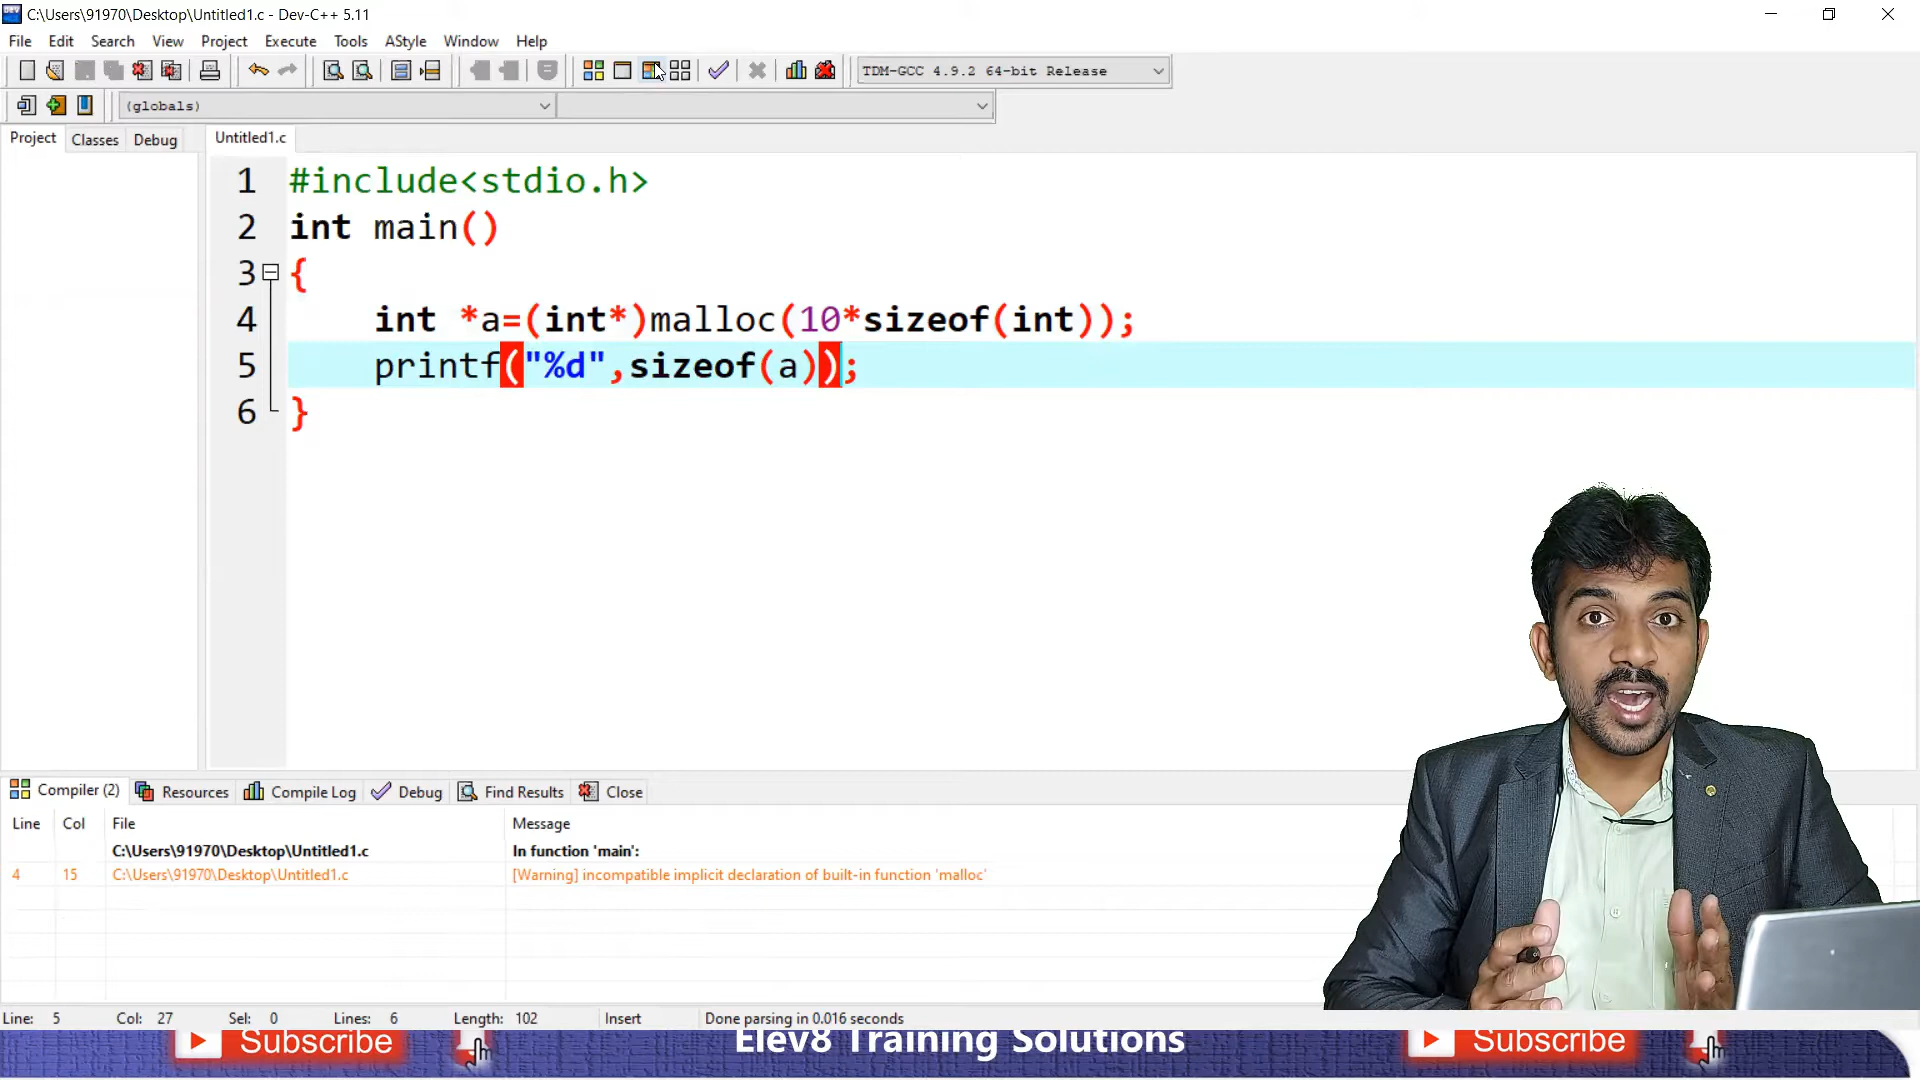 C:\Users\91970\Desktop\Untitled1.c - Dev-C++ 5.11
File Edit Search View Project Execute Tools AStyle Window Help
TDM-GCC 4.9.2 64-bit Release
(globals)
Project Classes Debug Untitled1.c
1 #include<stdio.h>
2 int main()
3 {
4 int *a=(int*)malloc(10*sizeof(int));
5 printf("%d",sizeof(a));
6 }
Compiler (2) Resources Compile Log Debug Find Results Close
Line Col File Message
C:\Users\91970\Desktop\Untitled1.c In function 'main':
4 15 C:\Users\91970\Desktop\Untitled1.c [Warning] incompatible implicit declaration of built-in function 'malloc'
Line: 5 Col: 27 Sel: 0 Lines: 6 Length: 102 Insert Done parsing in 0.016 seconds
Subscribe Elev8 Training Solutions Subscribe